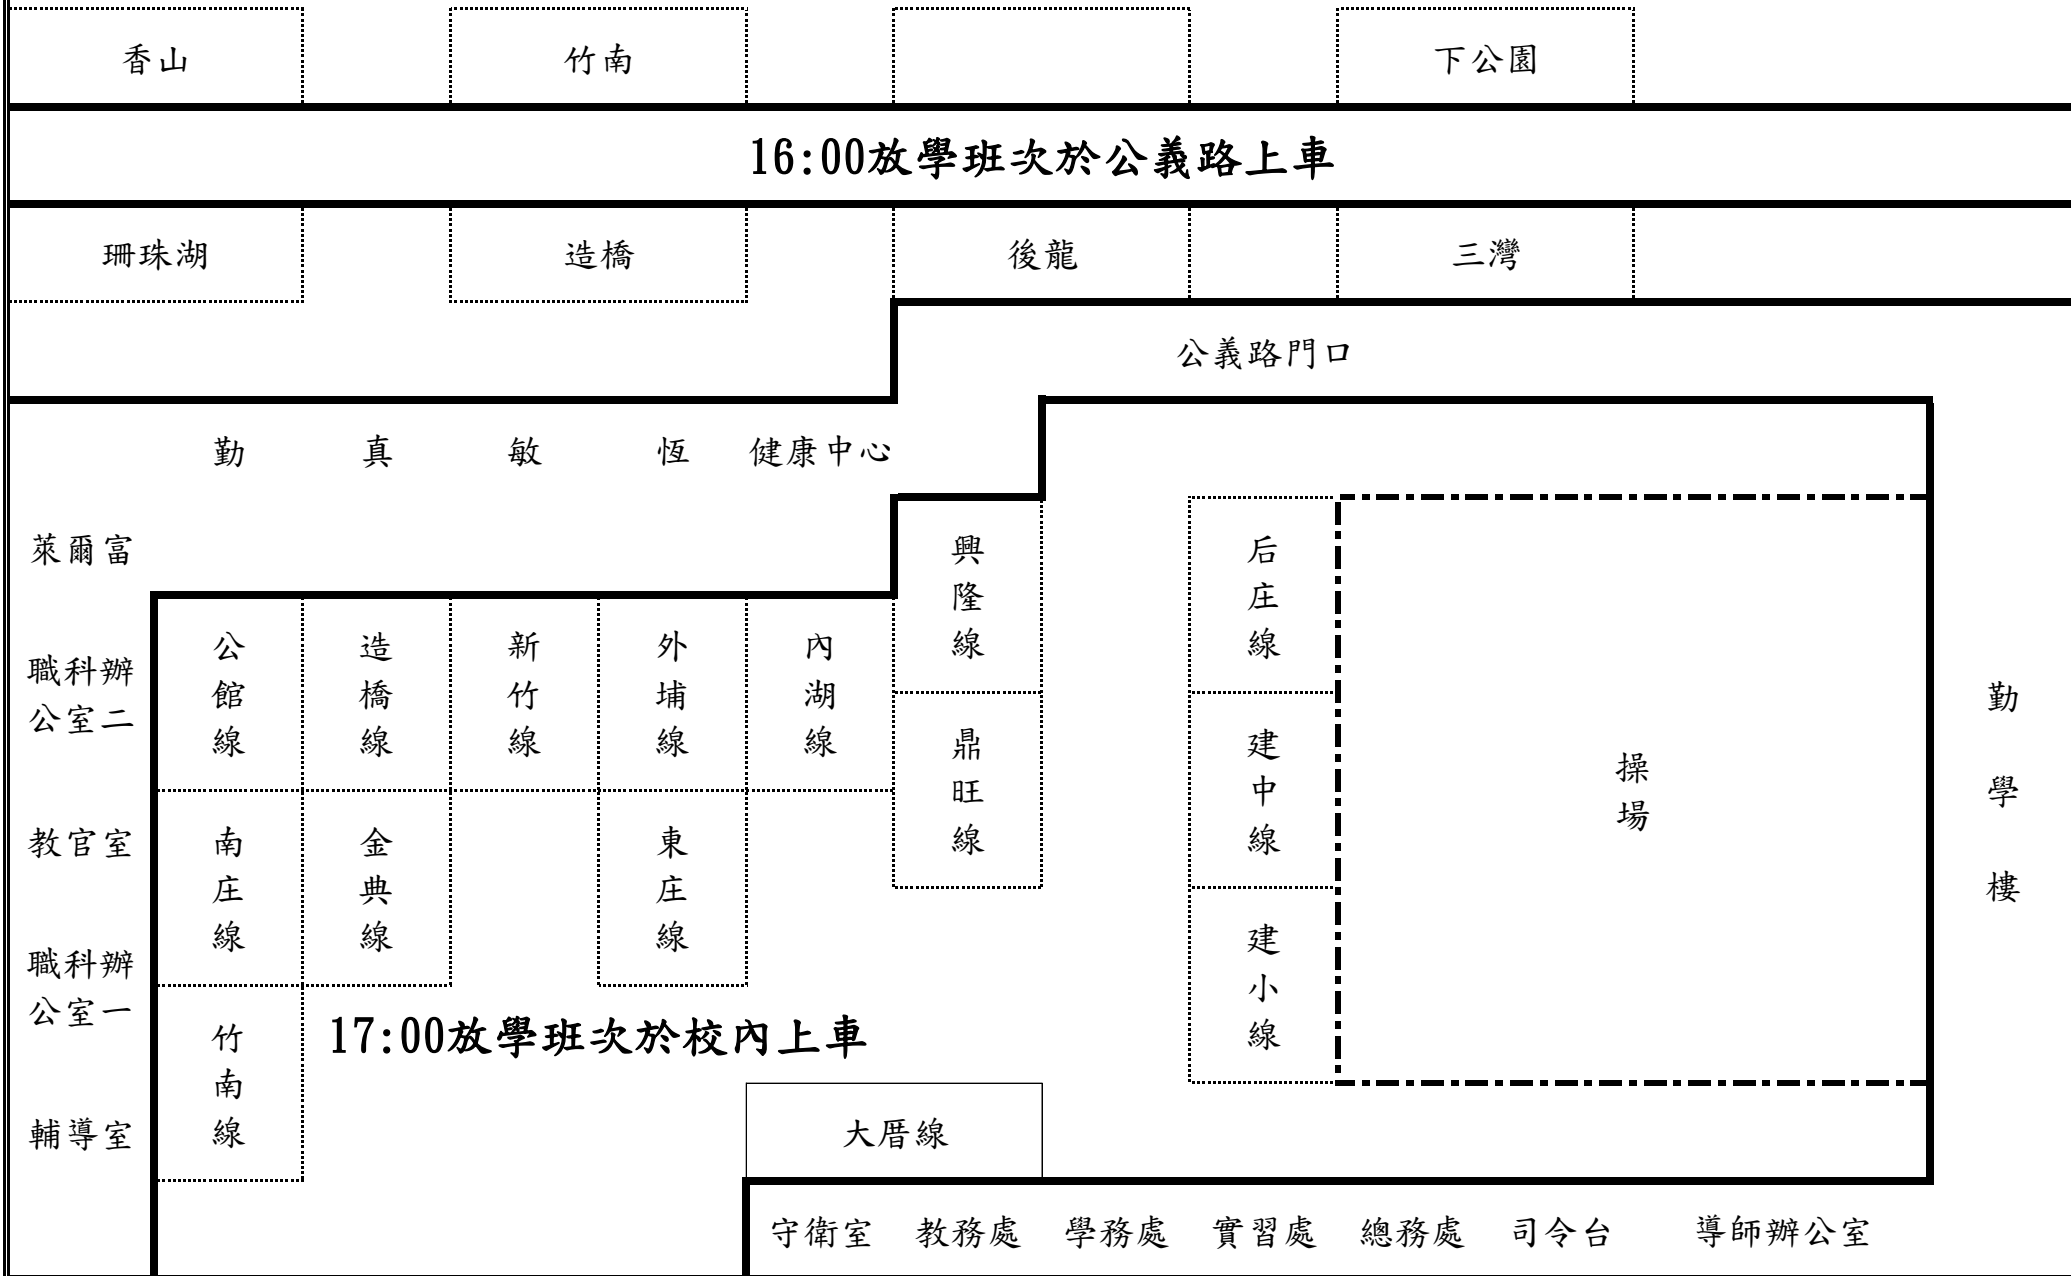 香山
竹南
下公園
16:00放學班次於公義路上車
珊珠湖
造橋
後龍
三灣
公義路門口
勤
真
敏
恆
健康中心
萊爾富
興隆線
后庄線
職科辦
公室二
公館線
造橋線
新竹線
外埔線
內湖線
鼎旺線
建中線
操場
勤學樓
教官室
南庄線
金典線
東庄線
職科辦
公室一
建小線
竹南線
17:00放學班次於校內上車
輔導室
大厝線
守衛室
教務處
學務處
實習處
總務處
司令台
導師辦公室